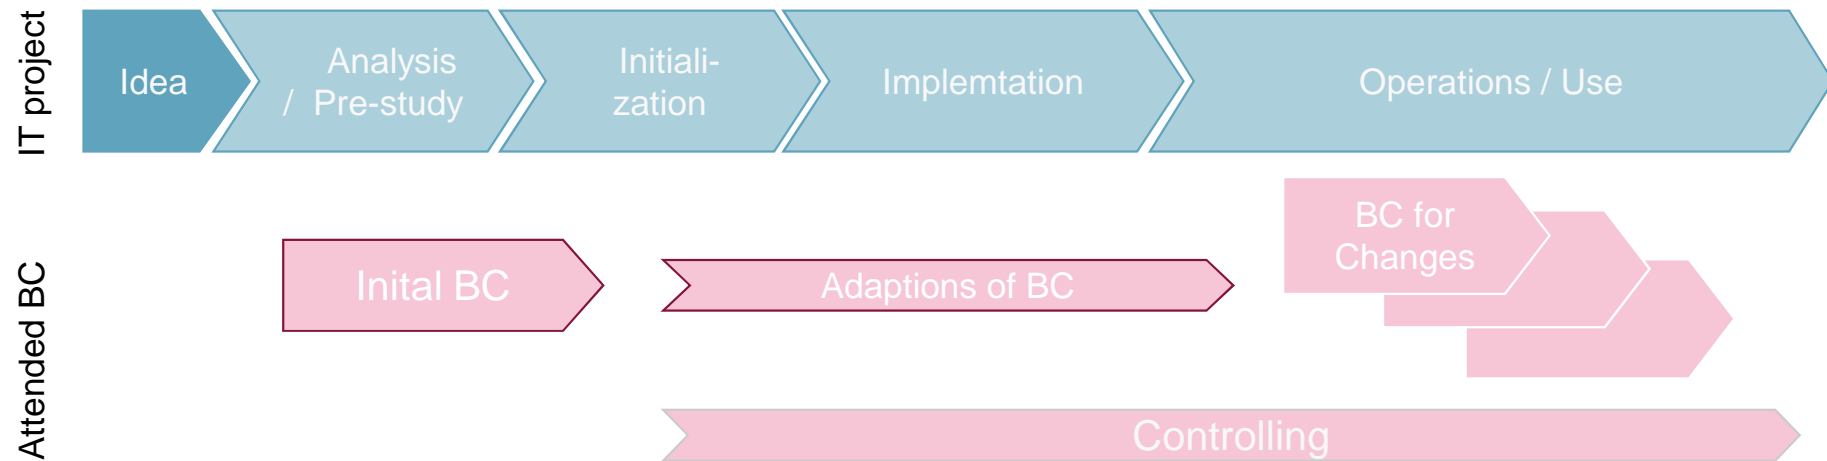 IT project
Idea
Analysis
/ Pre-study
Initiali-
zation
Implemtation
Operations / Use
Attended BC
Inital BC
Adaptions of BC
BC for
Changes
Controlling